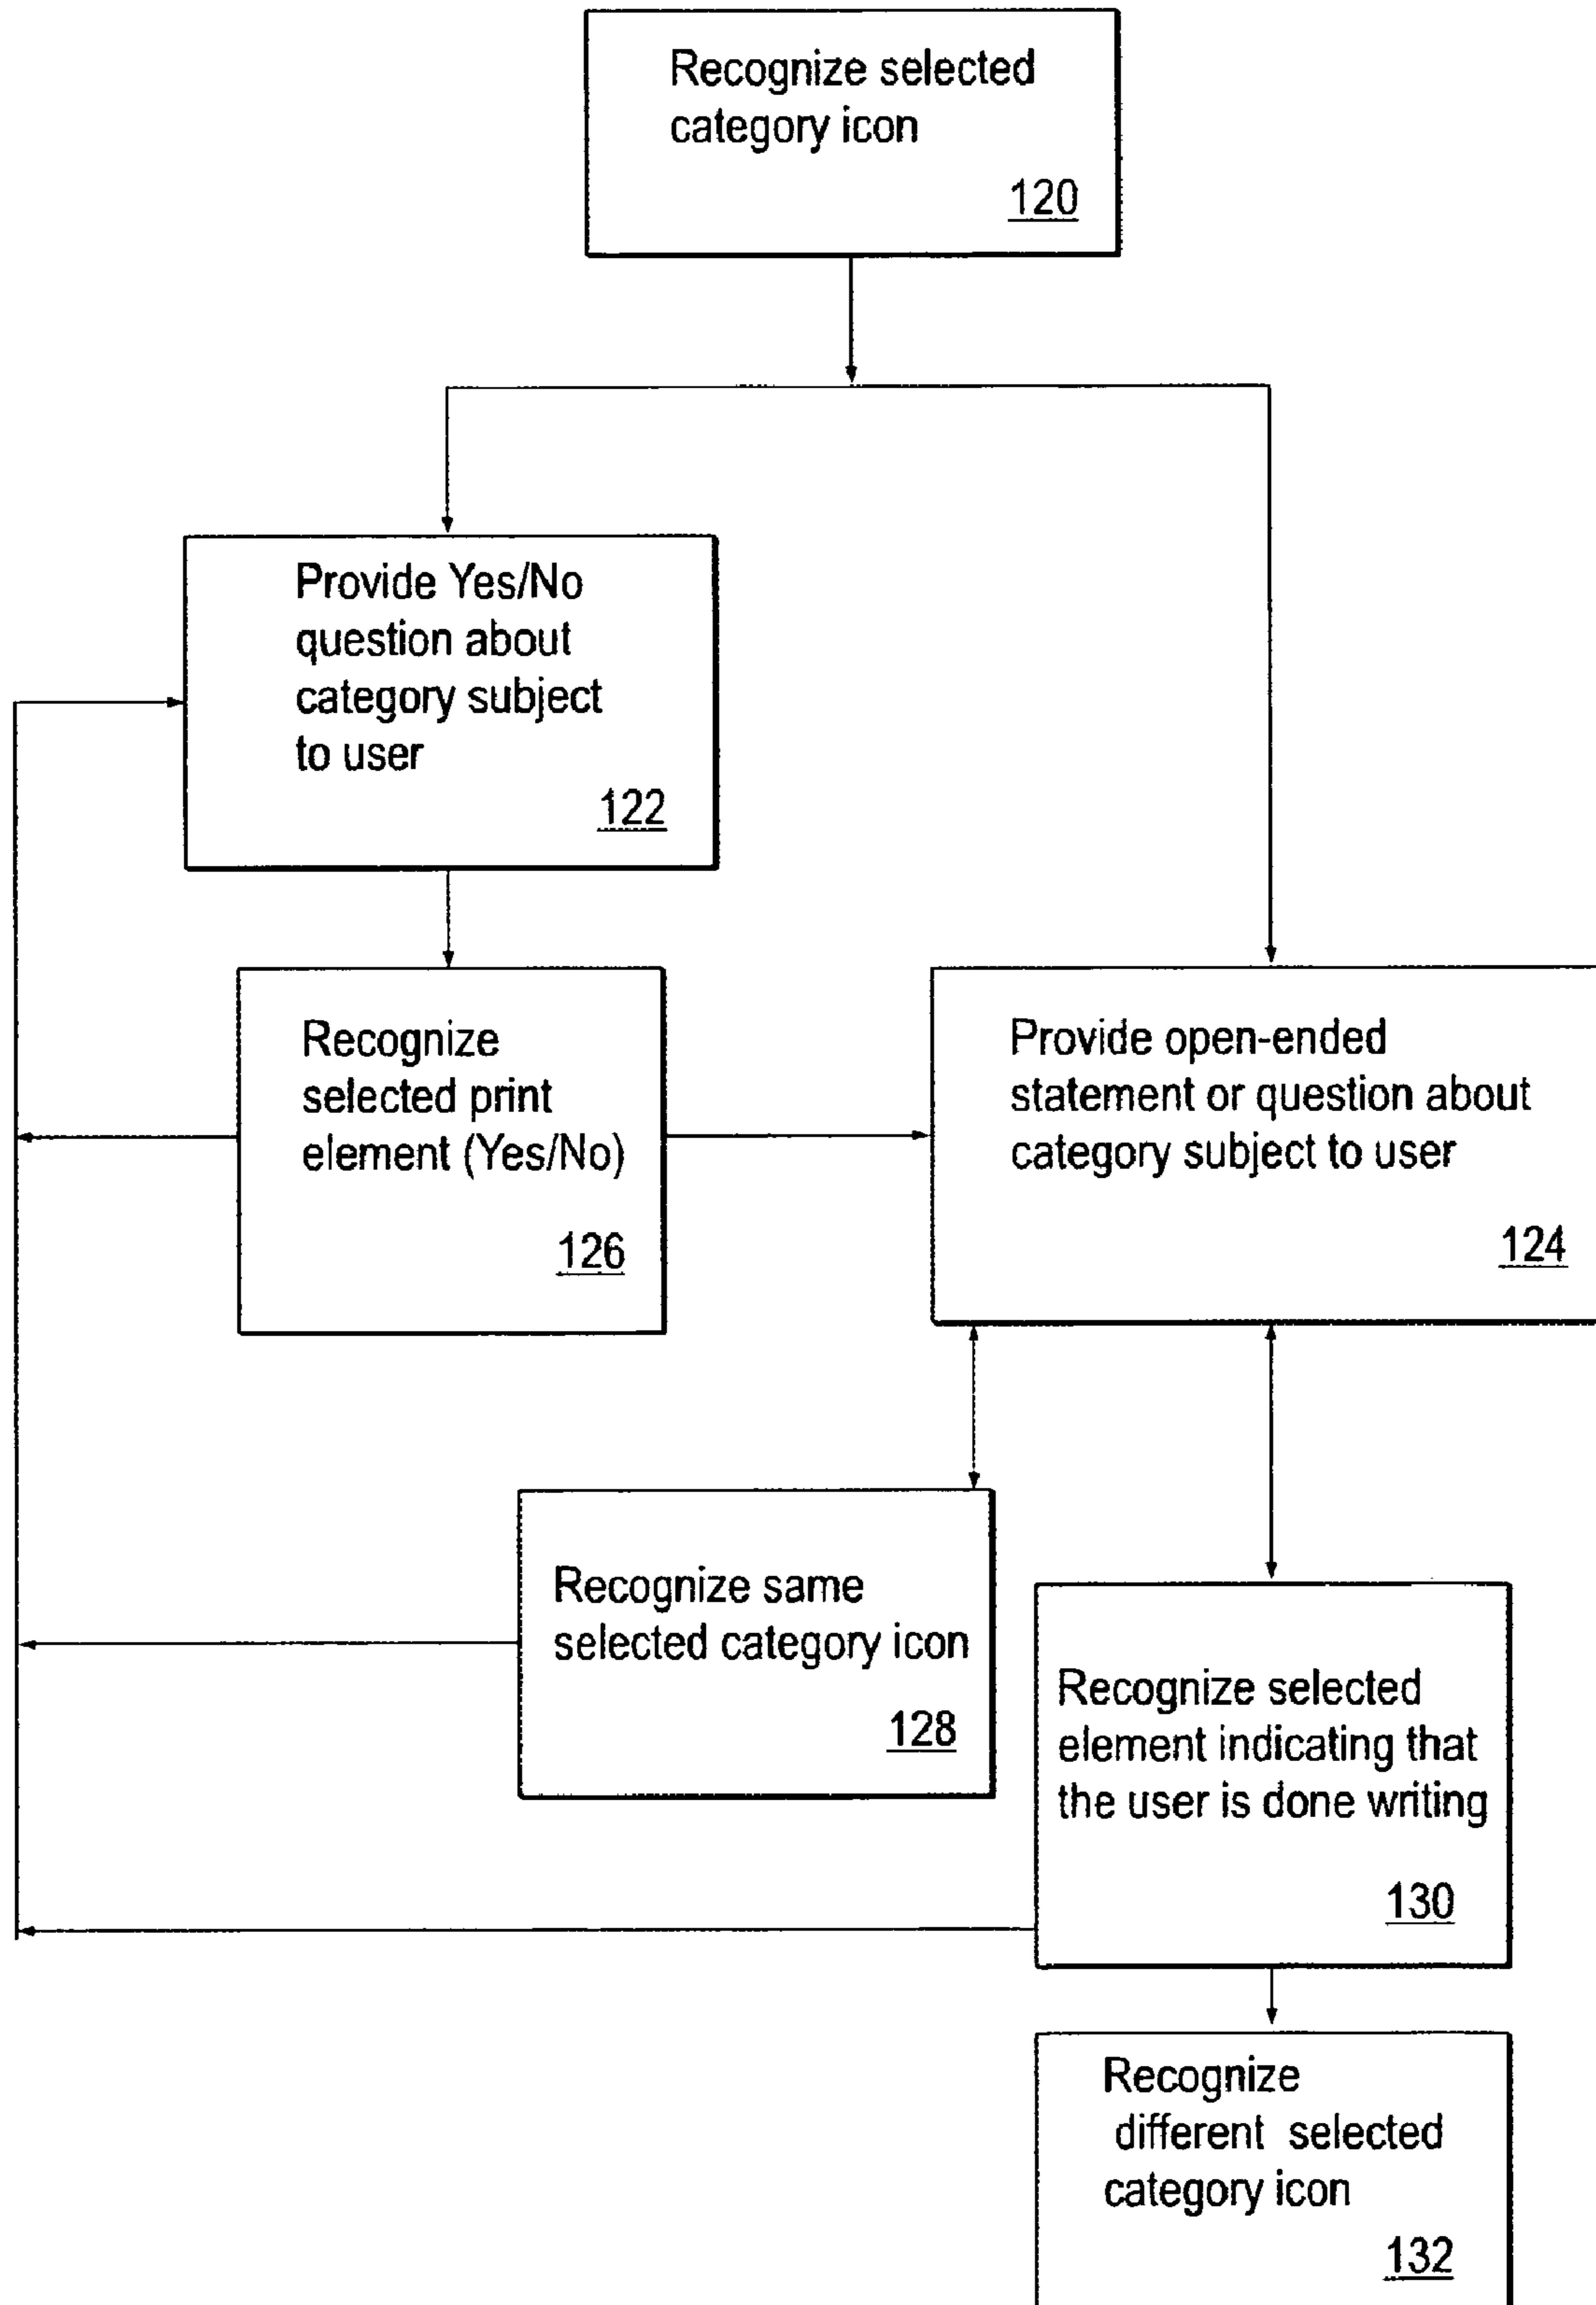 Recognize selected
category icon
120
Provide Yes/No
question about
category subject
to user
122
Recognize
selected print
element (Yes/No)
126
Provide open-ended
statement or question about
category subject to user
124
Recognize same
selected category icon
128
Recognize selected
element indicating that
the user is done writing
130
Recognize
different selected
category icon
132